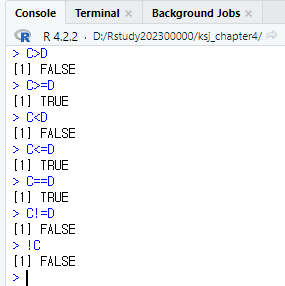 Console Terminal × Background Jobs ×
R 4.2.2 · D:/Rstudy202300000/ksj_chapter4/
> C>D
[1] FALSE
> C>=D
[1] TRUE
> C<D
[1] FALSE
> C<=D
[1] TRUE
> C==D
[1] TRUE
> C!=D
[1] FALSE
> !C
[1] FALSE
>